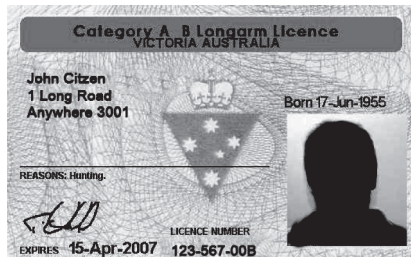 Category A B Longarm Licence
VICTORIA AUSTRALIA
John Citzen
1 Long Road
Anywhere 3001
Born 17-Jun-1955
REASONS: Hunting.
LICENCE NUMBER
EXPIRES 15-Apr-2007 123-567-00B